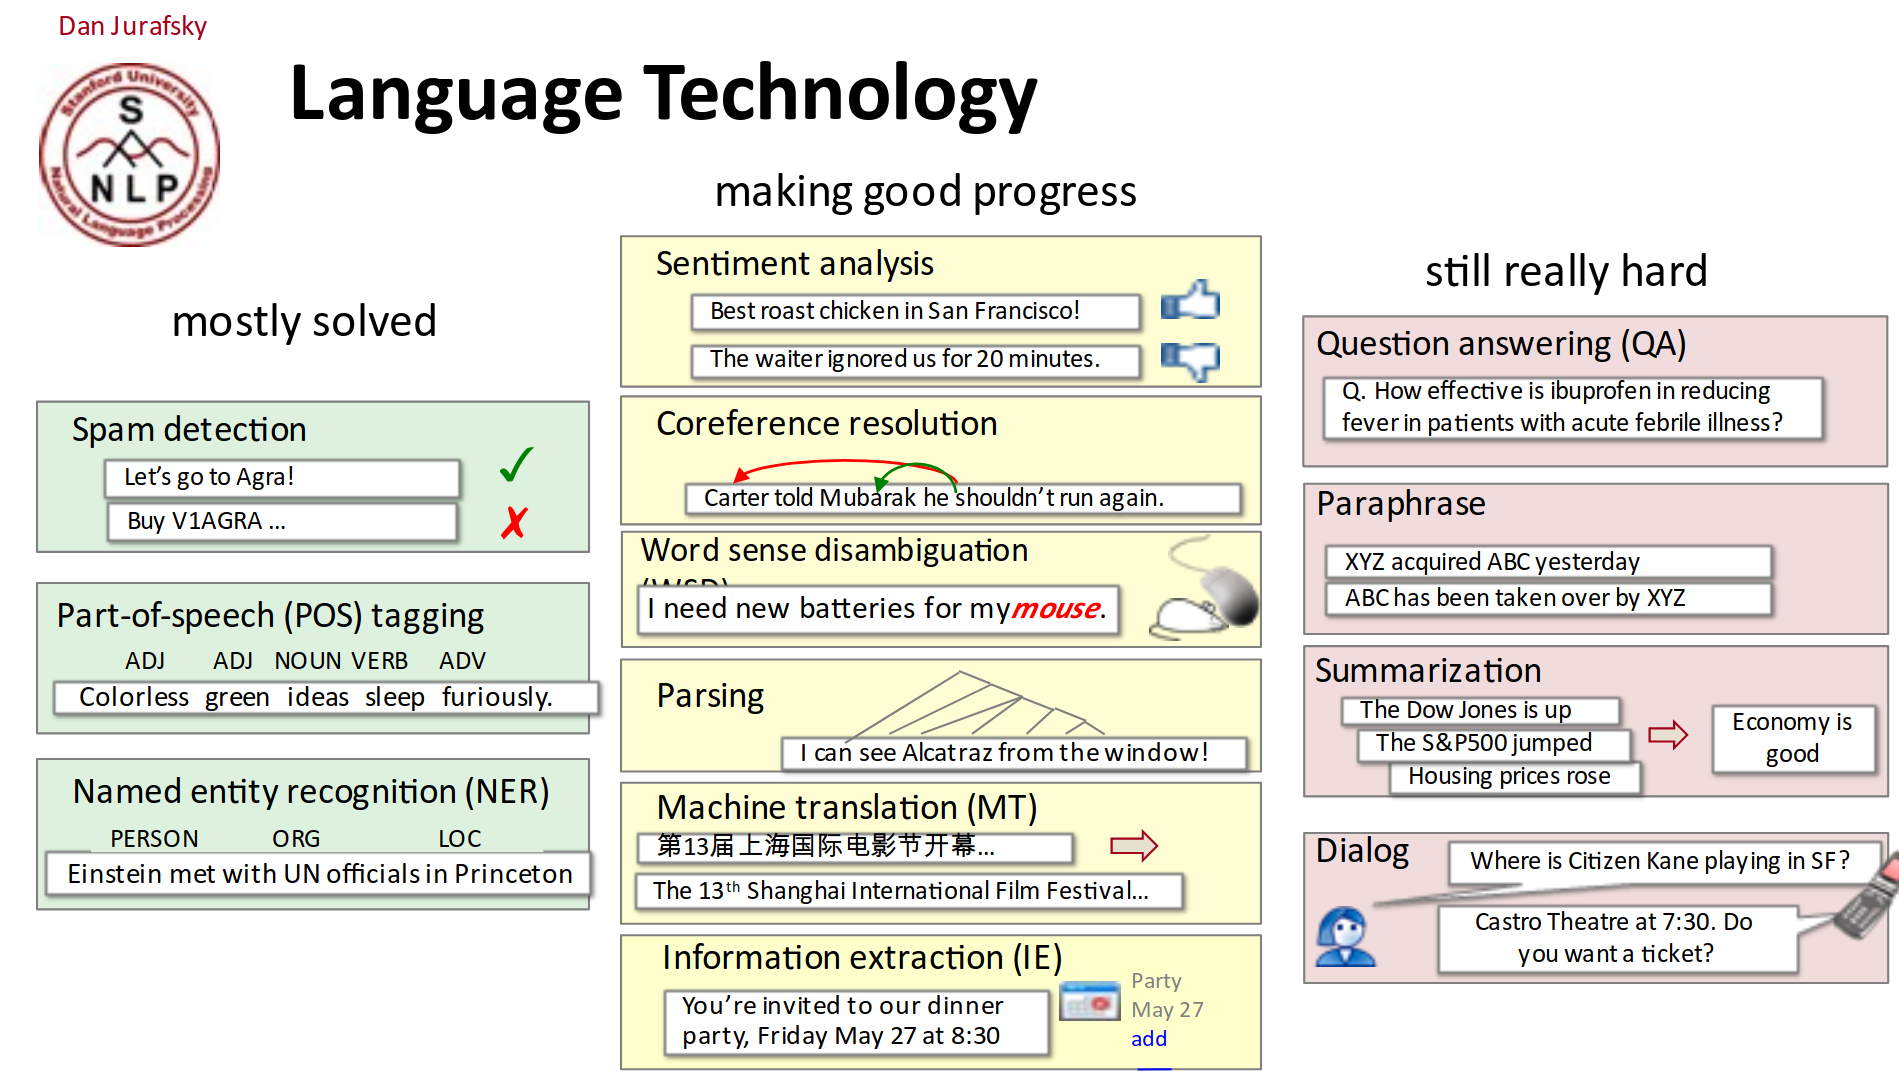 Dan Jurafsky
Stanford University
S
NLP
Natural Language Processing
Language Technology
mostly solved
Spam detection
Let’s go to Agra!
✓
Buy V1AGRA ...
✗
Part-of-speech (POS) tagging
ADJ ADJ NOUN VERB ADV
Colorless green ideas sleep furiously.
Named entity recognition (NER)
PERSON ORG LOC
Einstein met with UN officials in Princeton
making good progress
Sentiment analysis
Best roast chicken in San Francisco!
The waiter ignored us for 20 minutes.
Coreference resolution
Carter told Mubarak he shouldn’t run again.
Word sense disambiguation
(WSD)
I need new batteries for my mouse.
Parsing
I can see Alcatraz from the window!
Machine translation (MT)
第13届上海国际电影节开幕...
The 13th Shanghai International Film Festival...
Information extraction (IE)
You’re invited to our dinner
party, Friday May 27 at 8:30
Party
May 27
add
still really hard
Question answering (QA)
Q. How effective is ibuprofen in reducing
fever in patients with acute febrile illness?
Paraphrase
XYZ acquired ABC yesterday
ABC has been taken over by XYZ
Summarization
The Dow Jones is up
The S&P500 jumped
Housing prices rose
Economy is
good
Dialog
Where is Citizen Kane playing in SF?
Castro Theatre at 7:30. Do
you want a ticket?